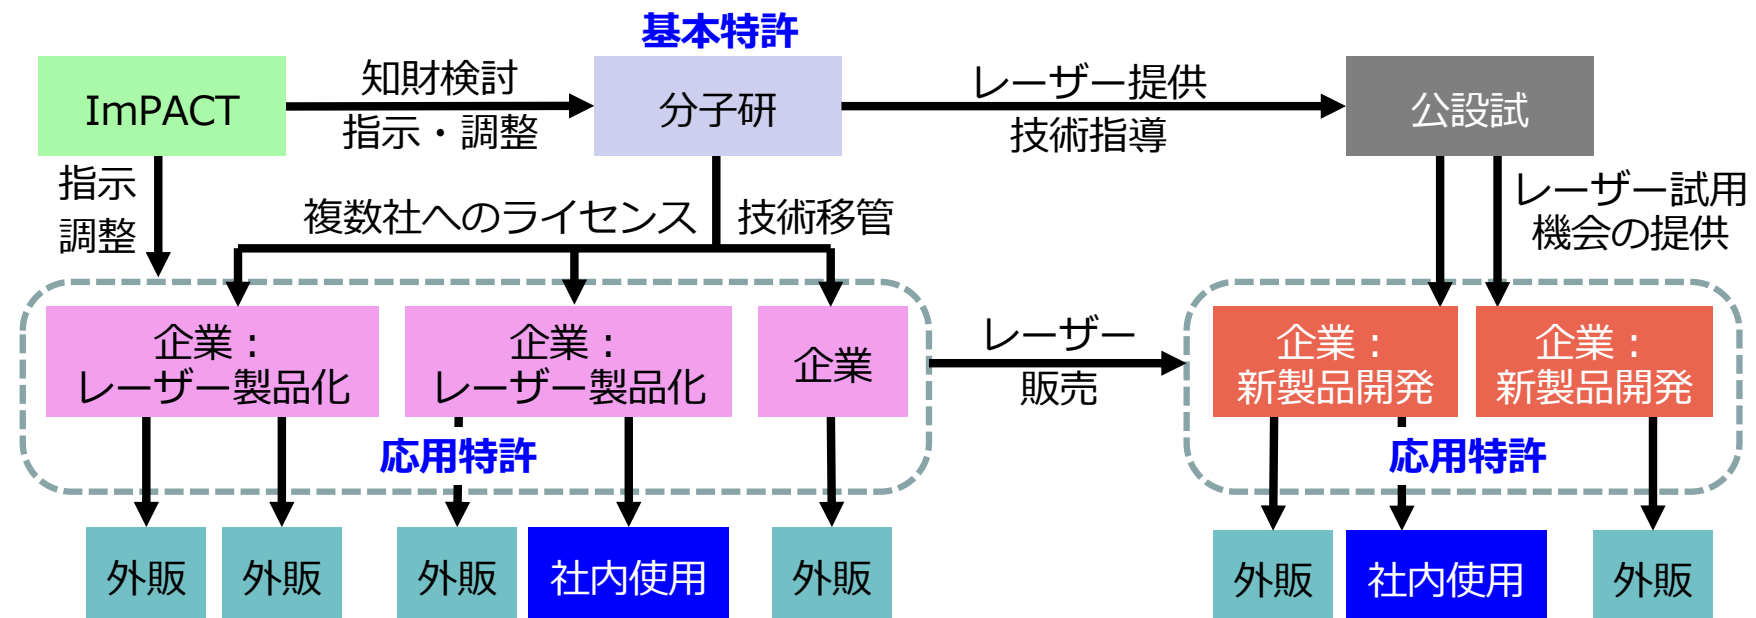 基本特許
ImPACT
知財検討
指示・調整
分子研
レーザー提供
技術指導
公設試
指示
調整
複数社へのライセンス
技術移管
レーザー試用
機会の提供
企業：
レーザー製品化
企業：
レーザー製品化
企業
レーザー
販売
企業：
新製品開発
企業：
新製品開発
応用特許
応用特許
外販
外販
外販
社内使用
外販
外販
社内使用
外販